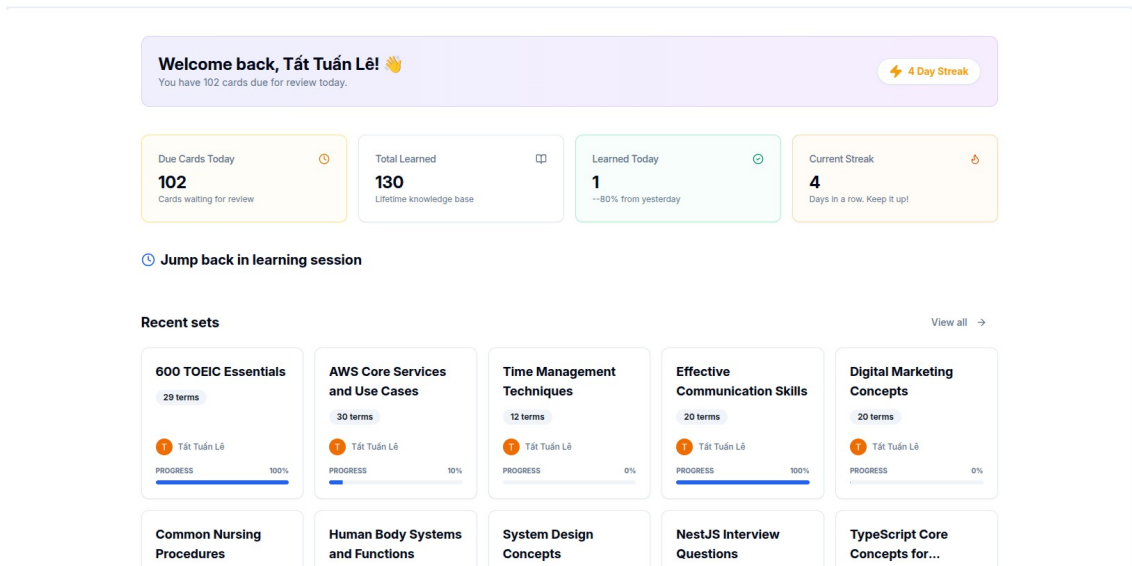 Welcome back, Tất Tuấn Lê! 👋
You have 102 cards due for review today.
4 Day Streak
Due Cards Today
102
Cards waiting for review
Total Learned
130
Lifetime knowledge base
Learned Today
1
--80% from yesterday
Current Streak
4
Days in a row. Keep it up!
Jump back in learning session
Recent sets
View all →
600 TOEIC Essentials
29 terms
T Tất Tuấn Lê
PROGRESS 100%
AWS Core Services
and Use Cases
30 terms
T Tất Tuấn Lê
PROGRESS 10%
Time Management
Techniques
12 terms
T Tất Tuấn Lê
PROGRESS 0%
Effective
Communication Skills
20 terms
T Tất Tuấn Lê
PROGRESS 100%
Digital Marketing
Concepts
20 terms
T Tất Tuấn Lê
PROGRESS 0%
Common Nursing
Procedures
Human Body Systems
and Functions
System Design
Concepts
NestJS Interview
Questions
TypeScript Core
Concepts for...